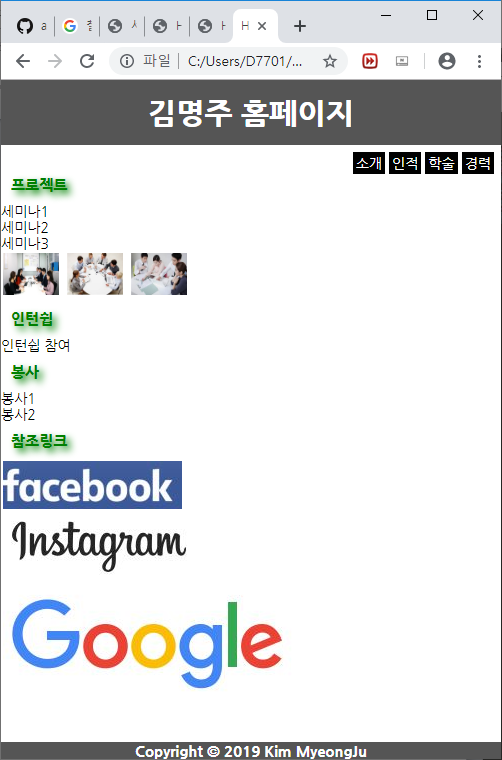 파일 | C:/Users/D7701/...
김명주 홈페이지
소개 인적 학술 경력
프로젝트
세미나1
세미나2
세미나3
인턴쉽
인턴쉽 참여
봉사
봉사1
봉사2
참조링크
facebook
Instagram
Google
Copyright © 2019 Kim MyeongJu